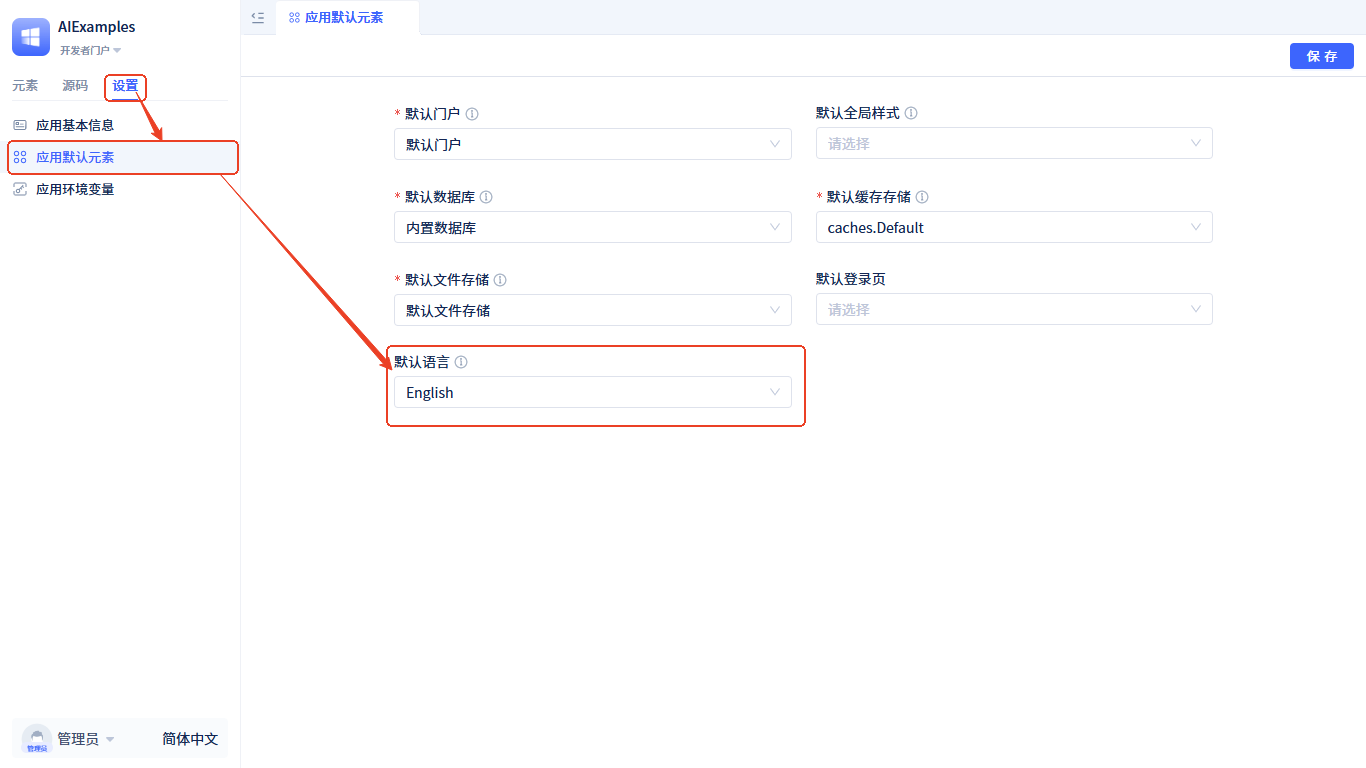 AIExamples
开发者门户
元素 源码 设置
应用基本信息
应用默认元素
应用环境变量
管理员
管理员 简体中文
应用默认元素
保 存
* 默认门户
默认门户
默认全局样式
请选择
* 默认数据库
内置数据库
* 默认缓存存储
caches.Default
* 默认文件存储
默认文件存储
默认登录页
请选择
默认语言
English